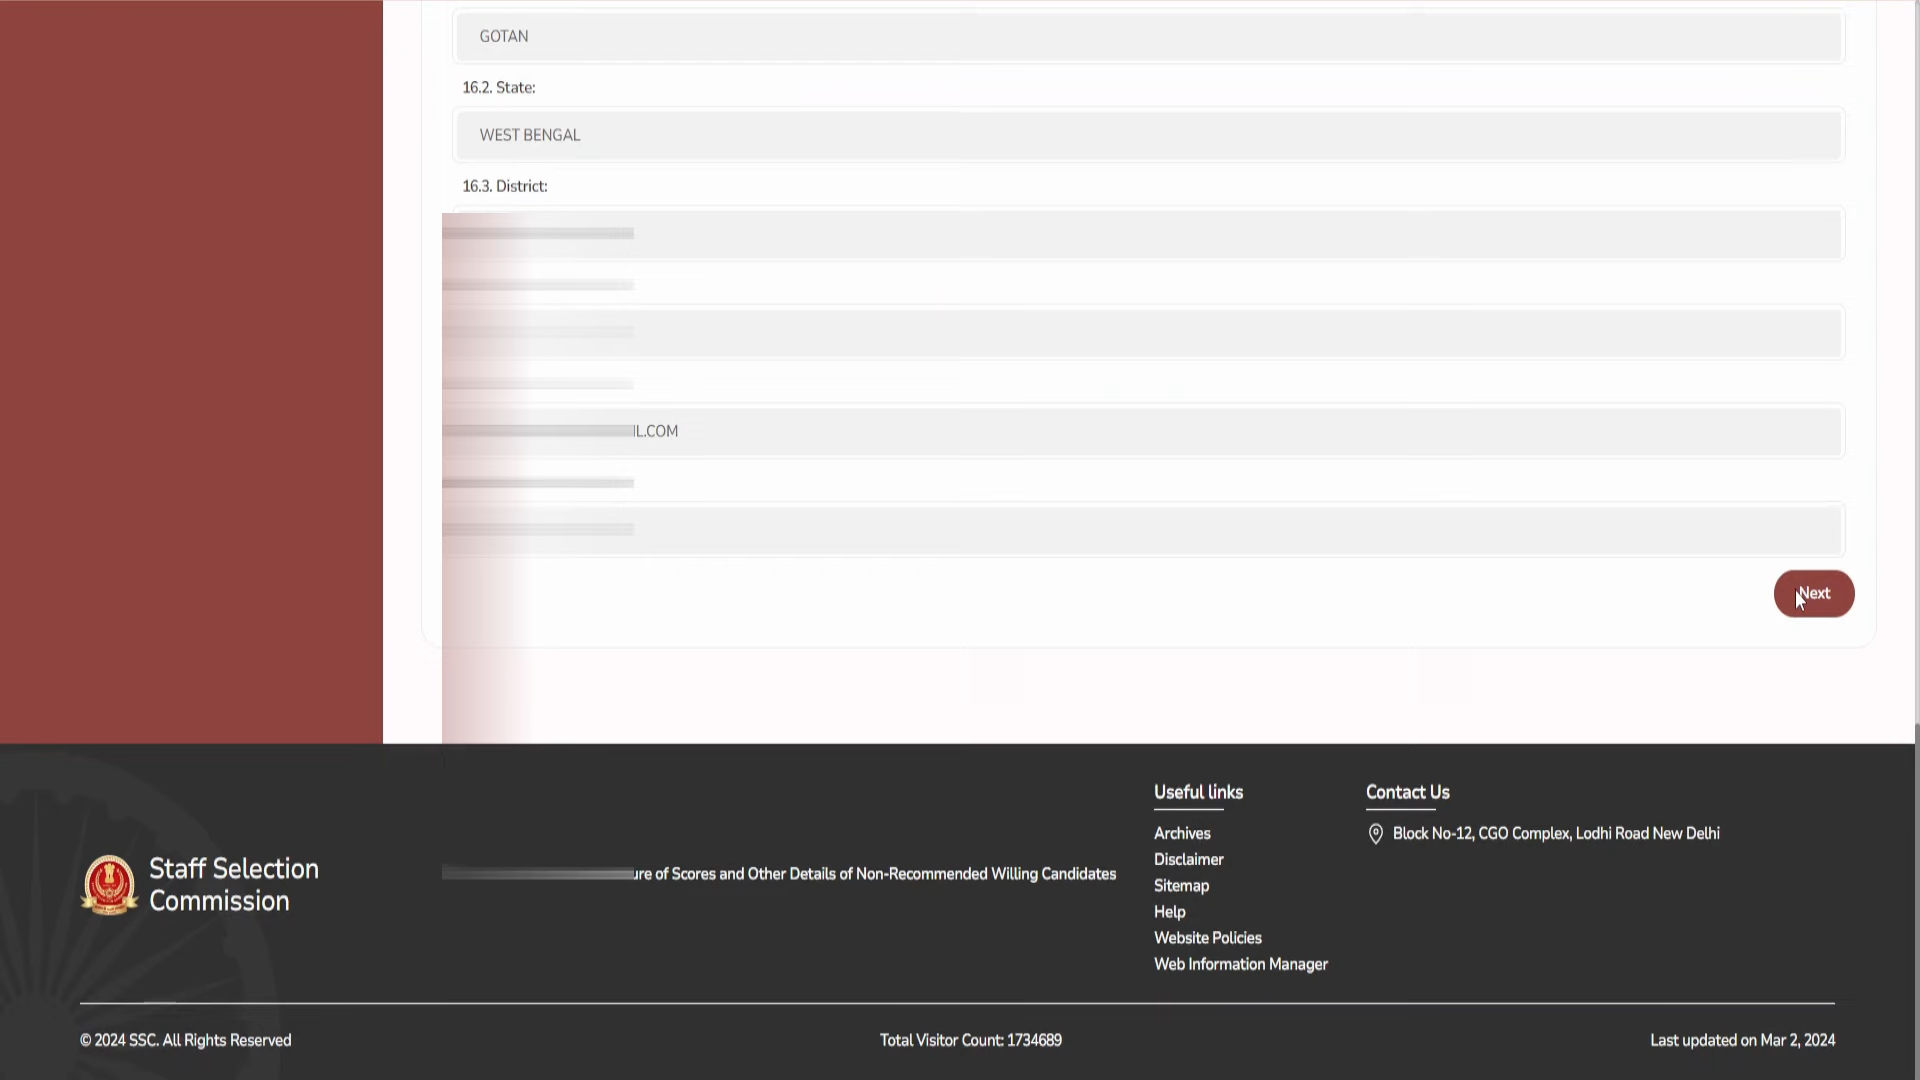 GOTAN
16.2. State:
WEST BENGAL
16.3. District:
IL.COM
Next
Staff Selection
Commission
ure of Scores and Other Details of Non-Recommended Willing Candidates
Useful links
Archives
Disclaimer
Sitemap
Help
Website Policies
Web Information Manager
Contact Us
Block No-12, CGO Complex, Lodhi Road New Delhi
© 2024 SSC. All Rights Reserved
Total Visitor Count: 1734689
Last updated on Mar 2, 2024